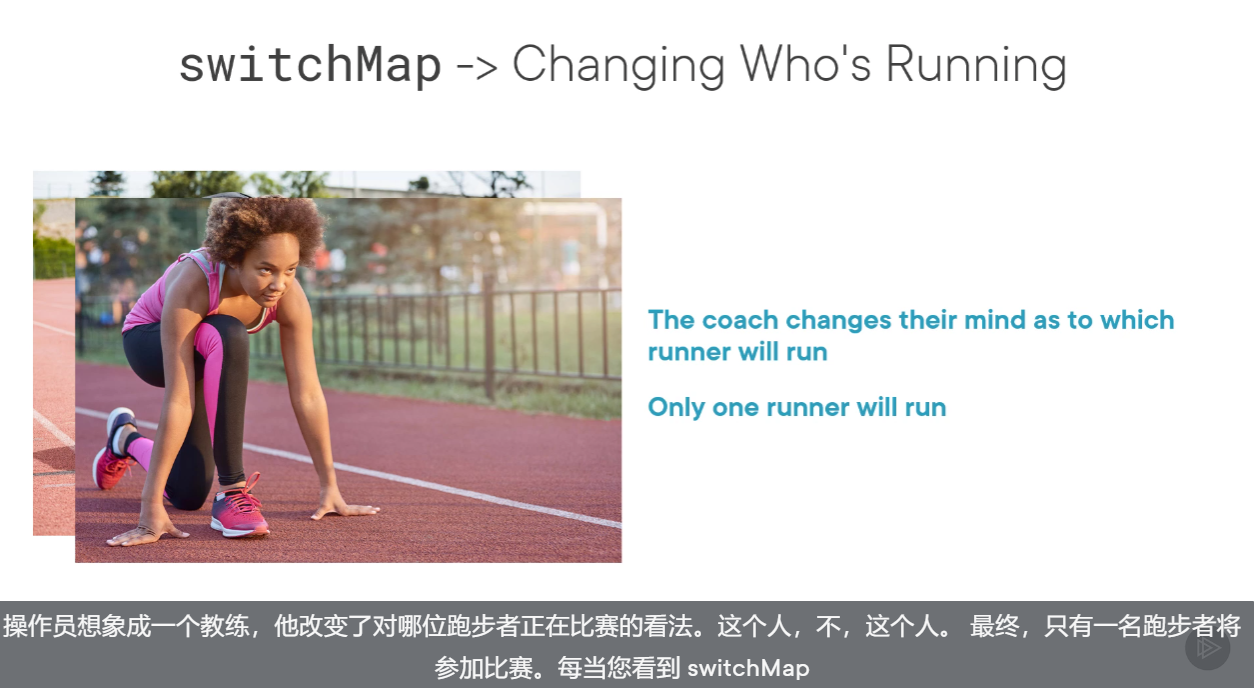 switchMap -> Changing Who's Running
The coach changes their mind as to which
runner will run
Only one runner will run
操作员想象成一个教练，他改变了对哪位跑步者正在比赛的看法。这个人，不，这个人。 最终，只有一名跑步者将
参加比赛。每当您看到 switchMap